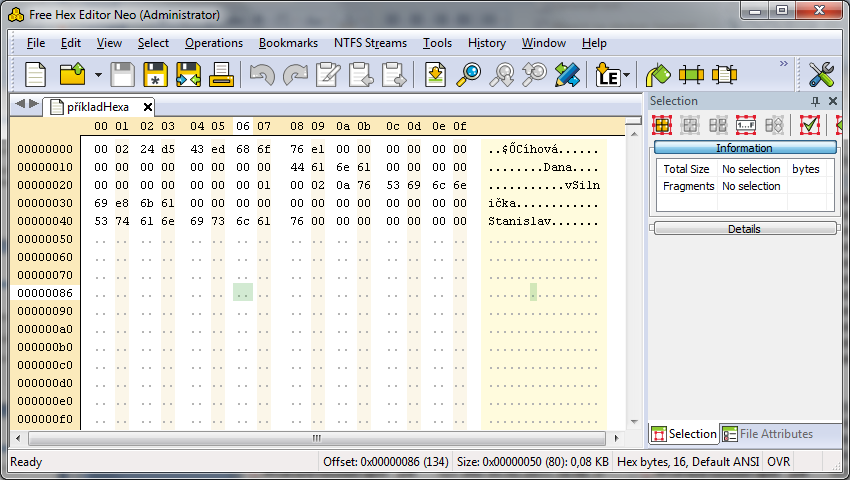 Free Hex Editor Neo (Administrator)
File Edit View Select Operations Bookmarks NTFS Streams Tools History Window Help
LE
příkladHexa
00 01 02 03 04 05 06 07 08 09 0a 0b 0c 0d 0e 0f
00000000 00 02 24 d5 43 ed 68 6f 76 e1 00 00 00 00 00 00 ..$ŐCíhová......
00000010 00 00 00 00 00 00 00 00 44 61 6e 61 00 00 00 00 ........Dana....
00000020 00 00 00 00 00 00 01 00 02 0a 76 53 69 6c 6e ..........vSiln
00000030 69 e8 6b 61 00 00 00 00 00 00 00 00 00 00 00 00 ička............
00000040 53 74 61 6e 69 73 6c 61 76 00 00 00 00 00 00 00 Stanislav.......
00000050
00000060
00000070
00000086
00000090
000000a0
000000b0
000000c0
000000d0
000000e0
000000f0
Selection
1...F
Information
Total Size No selection bytes
Fragments No selection
Details
Selection File Attributes
Ready Offset: 0x00000086 (134) Size: 0x00000050 (80): 0,08 KB Hex bytes, 16, Default ANSI OVR